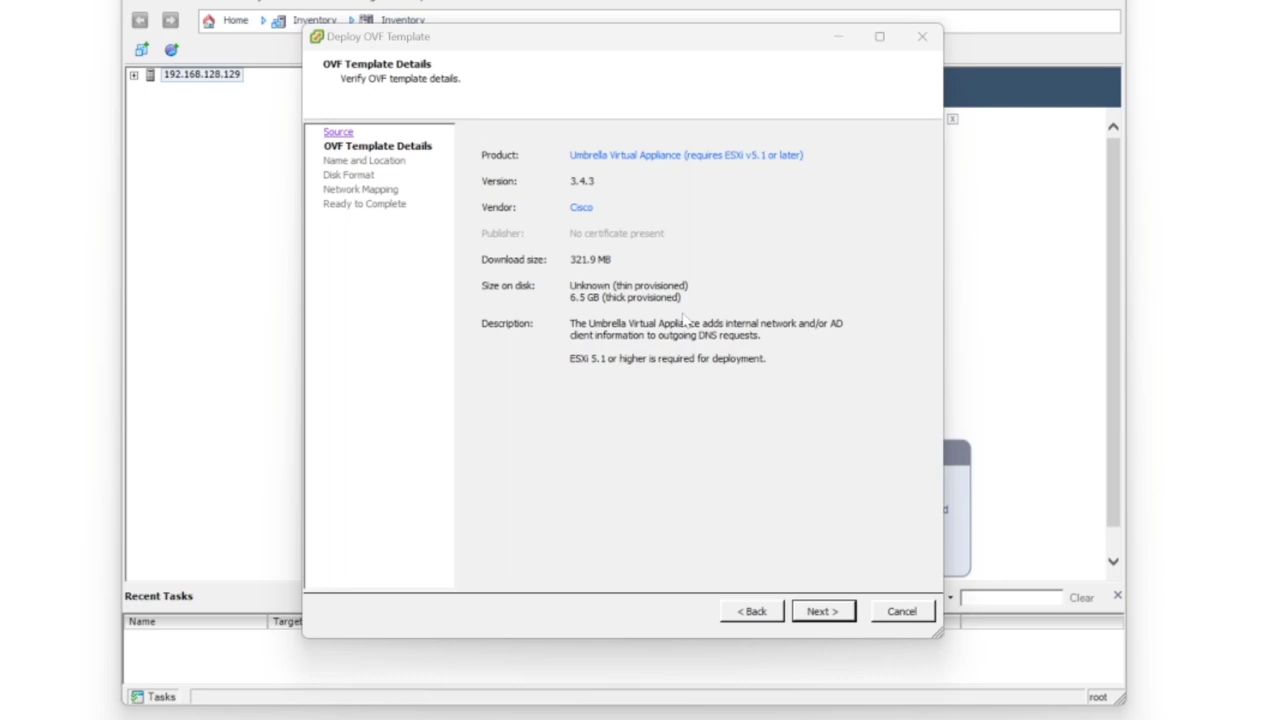 Home Inventory Inventory
Deploy OVF Template
192.168.128.129
OVF Template Details
Verify OVF template details.
Source
OVF Template Details
Name and Location
Disk Format
Network Mapping
Ready to Complete
Product: Umbrella Virtual Appliance (requires ESXi v5.1 or later)
Version: 3.4.3
Vendor: Cisco
Publisher: No certificate present
Download size: 321.9 MB
Size on disk: Unknown (thin provisioned)
6.5 GB (thick provisioned)
Description: The Umbrella Virtual Appliance adds internal network and/or AD
client information to outgoing DNS requests.
ESXi 5.1 or higher is required for deployment.
d
< Back Next > Cancel
Recent Tasks Clear
Name Target
Tasks root